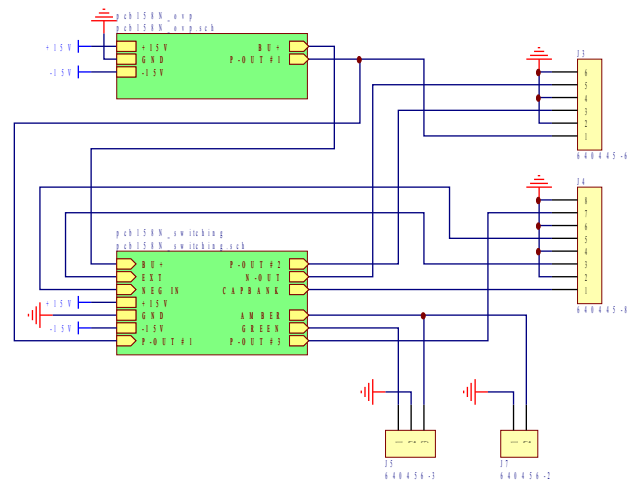 pcb158N_ovp
pcb158N_ovp.sch
+15V
+15V
BU+
GND
P-OUT#1
-15V
-15V
J3
6
5
4
3
2
1
640445-6
J4
8
7
6
5
4
3
2
1
640445-8
pcb158N_switching
pcb158N_switching.sch
BU+
P-OUT#2
EXT
N-OUT
NEG IN
CAPBANK
+15V
+15V
GND
AMBER
-15V
-15V
GREEN
P-OUT#1
P-OUT#3
J5
640456-3
J7
640456-2